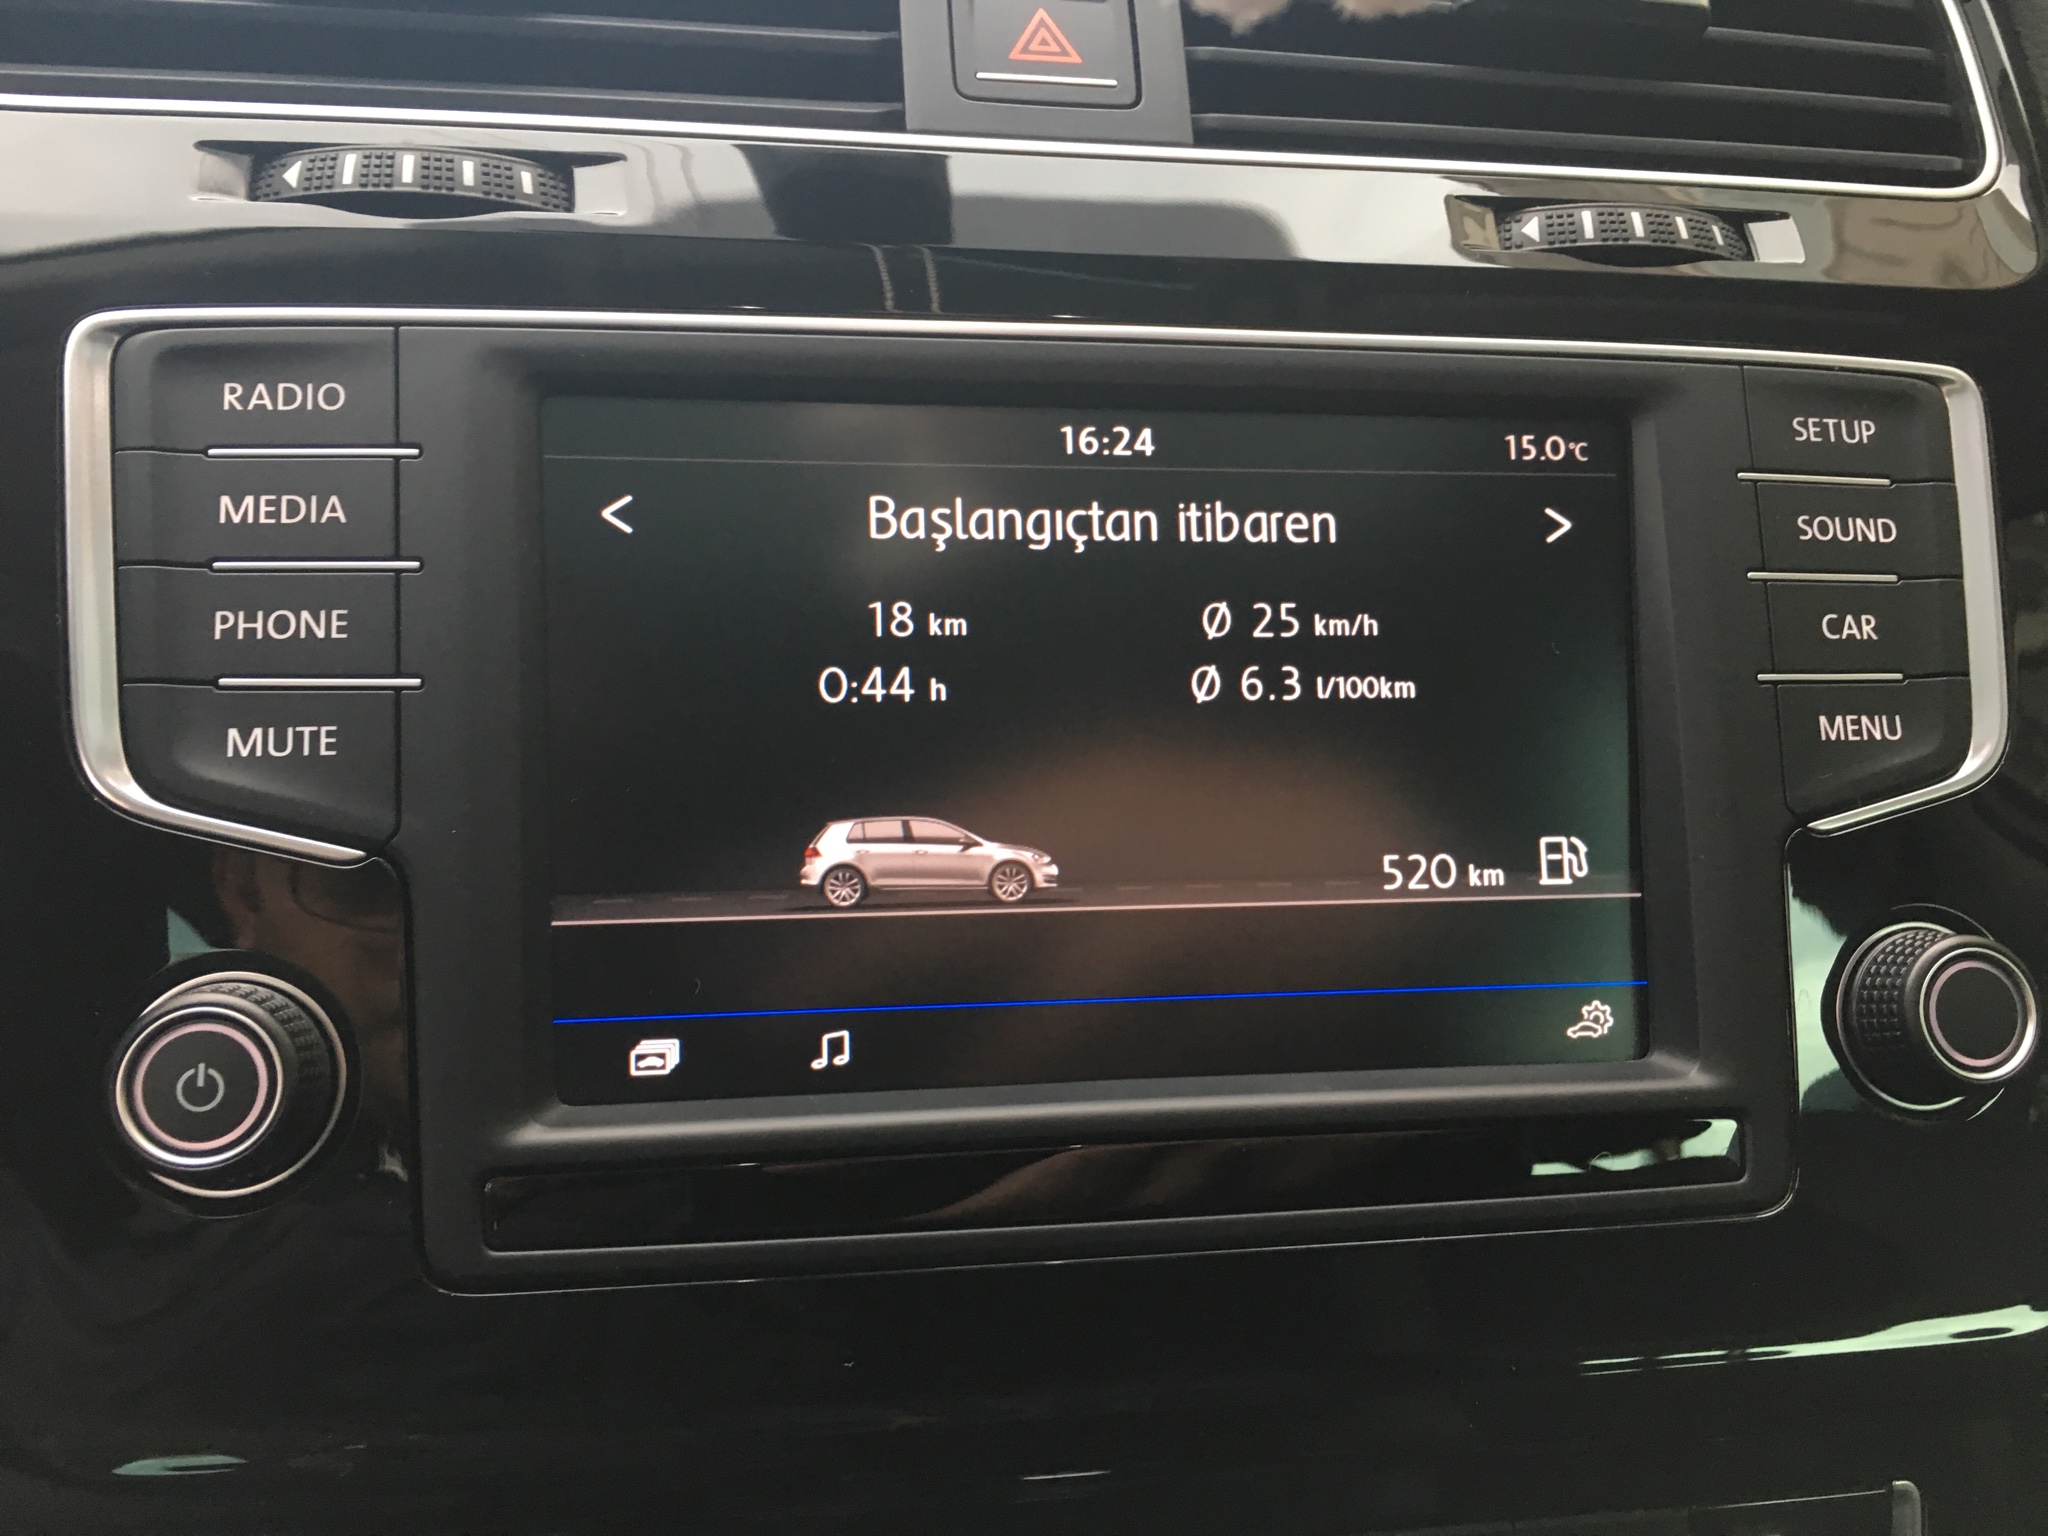 RADIO
MEDIA
PHONE
MUTE
16:24
15.0°C
< Başlangıçtan itibaren >
18 km
Ø 25 km/h
0:44 h
Ø 6.3 l/100km
520 km
SETUP
SOUND
CAR
MENU